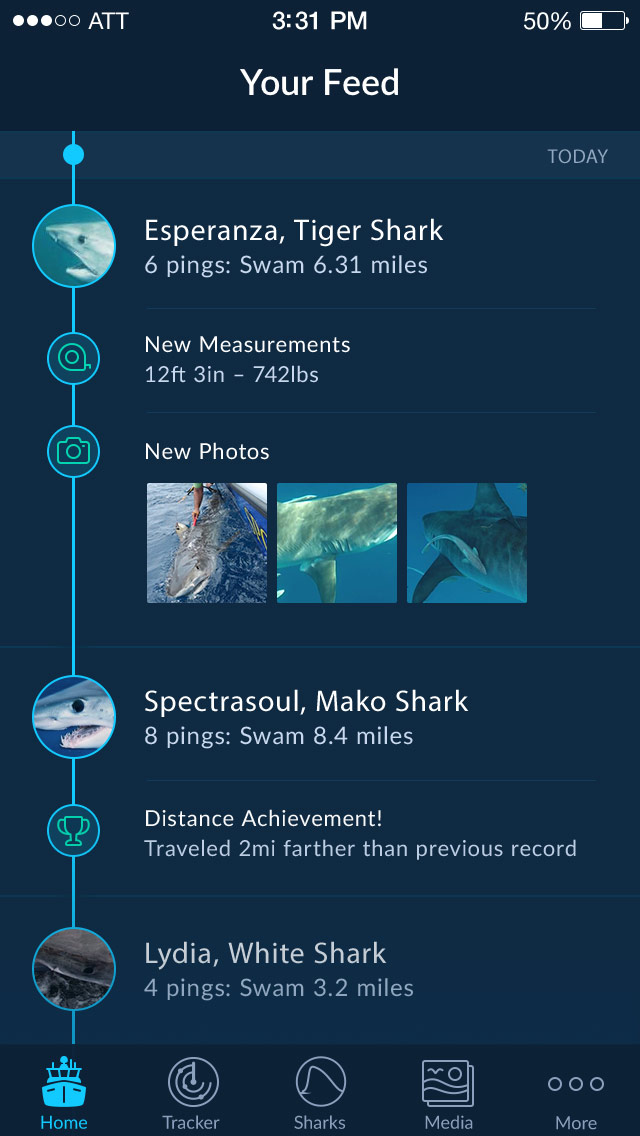 ATT 3:31 PM 50%
Your Feed
TODAY
Esperanza, Tiger Shark
6 pings: Swam 6.31 miles
New Measurements
12ft 3in – 742lbs
New Photos
Spectrasoul, Mako Shark
8 pings: Swam 8.4 miles
Distance Achievement!
Traveled 2mi farther than previous record
Lydia, White Shark
4 pings: Swam 3.2 miles
Home Tracker Sharks Media More